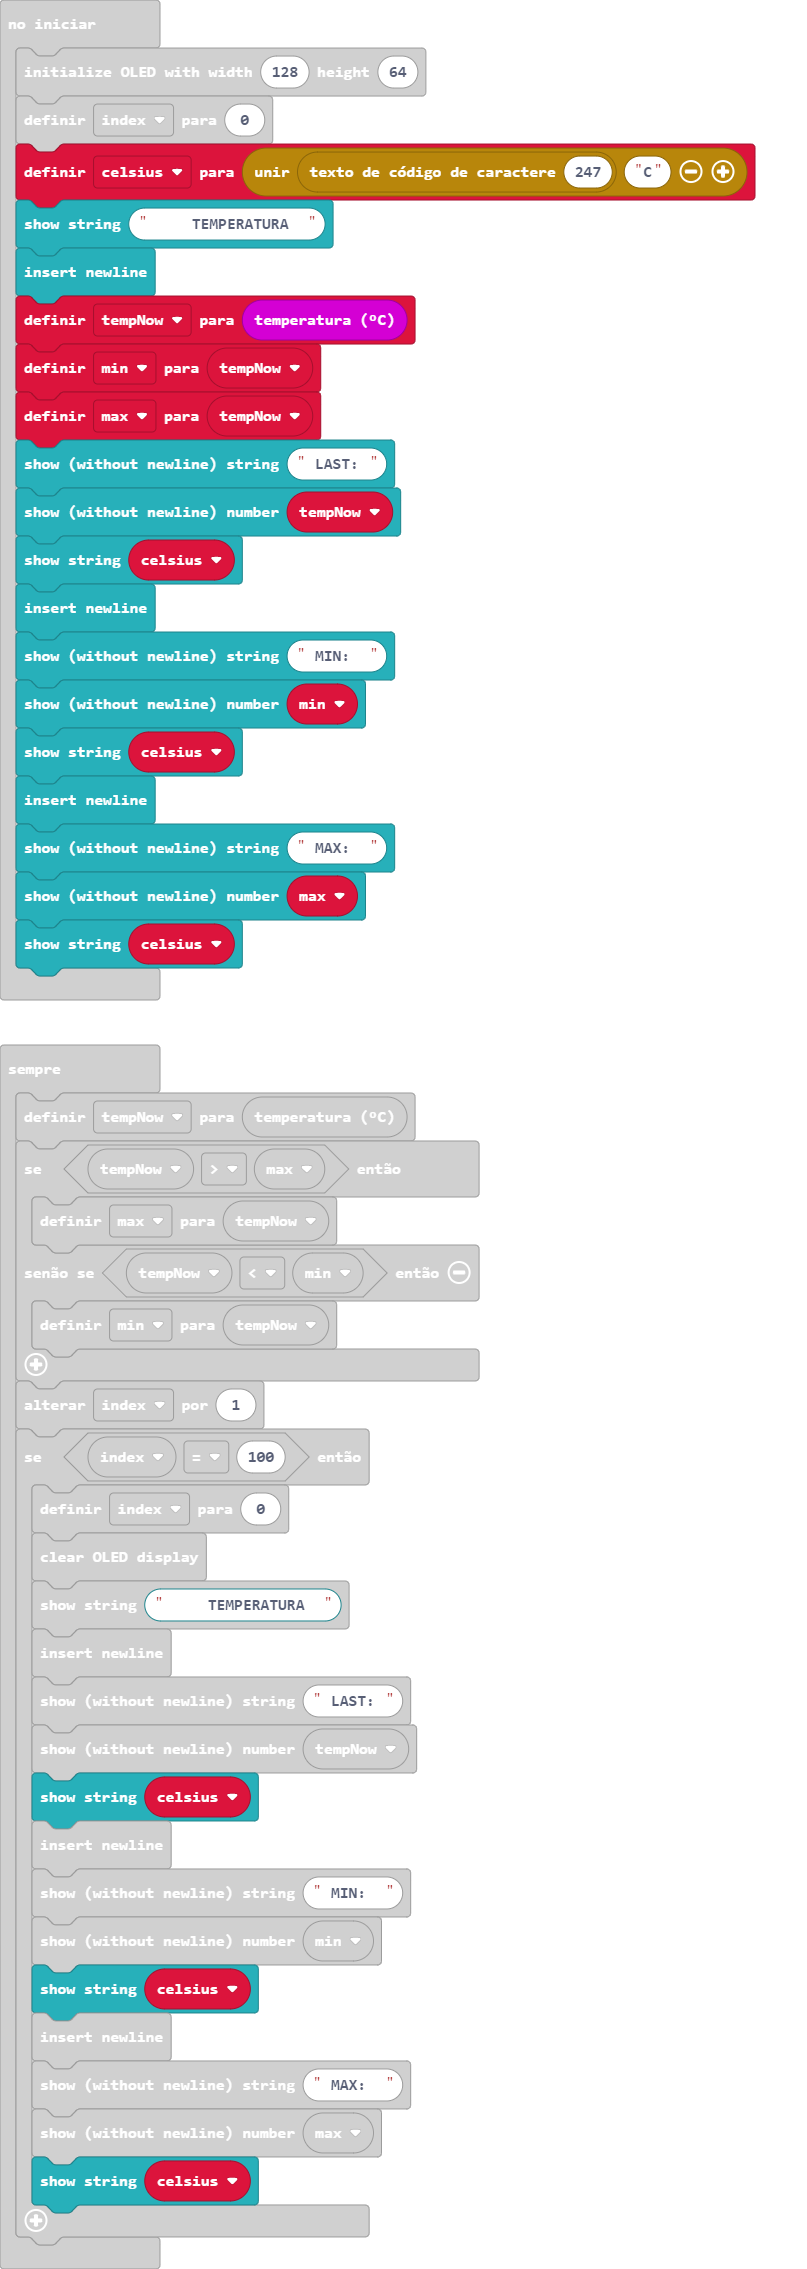 no iniciar
initialize OLED with width 128 height 64
definir index para 0
definir celsius para unir texto de código de caractere 247 "C"
show string " TEMPERATURA "
insert newline
definir tempNow para temperatura (ºC)
definir min para tempNow
definir max para tempNow
show (without newline) string " LAST: "
show (without newline) number tempNow
show string celsius
insert newline
show (without newline) string " MIN: "
show (without newline) number min
show string celsius
insert newline
show (without newline) string " MAX: "
show (without newline) number max
show string celsius
sempre
definir tempNow para temperatura (ºC)
se tempNow > max então
definir max para tempNow
senão se tempNow < min então
definir min para tempNow
alterar index por 1
se index = 100 então
definir index para 0
clear OLED display
show string " TEMPERATURA "
insert newline
show (without newline) string " LAST: "
show (without newline) number tempNow
show string celsius
insert newline
show (without newline) string " MIN: "
show (without newline) number min
show string celsius
insert newline
show (without newline) string " MAX: "
show (without newline) number max
show string celsius